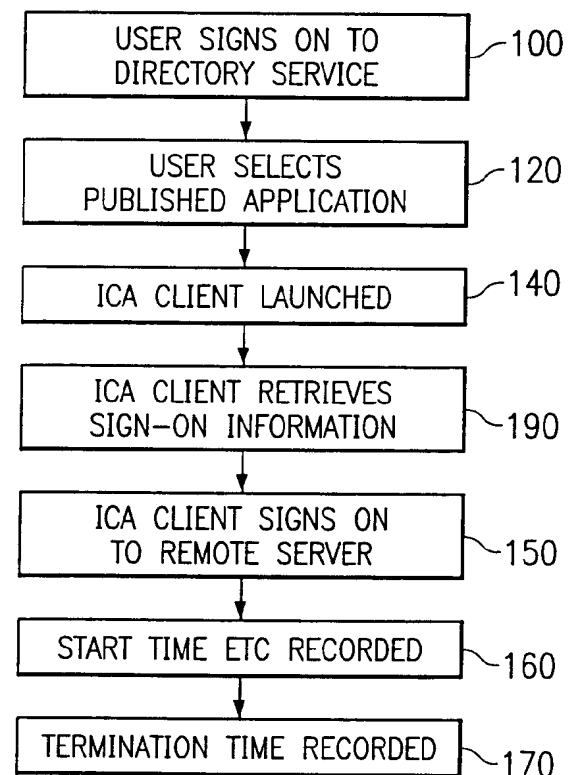 USER SIGNS ON TO
DIRECTORY SERVICE
100
USER SELECTS
PUBLISHED APPLICATION
120
ICA CLIENT LAUNCHED
140
ICA CLIENT RETRIEVES
SIGN-ON INFORMATION
190
ICA CLIENT SIGNS ON
TO REMOTE SERVER
150
START TIME ETC RECORDED
160
TERMINATION TIME RECORDED
170